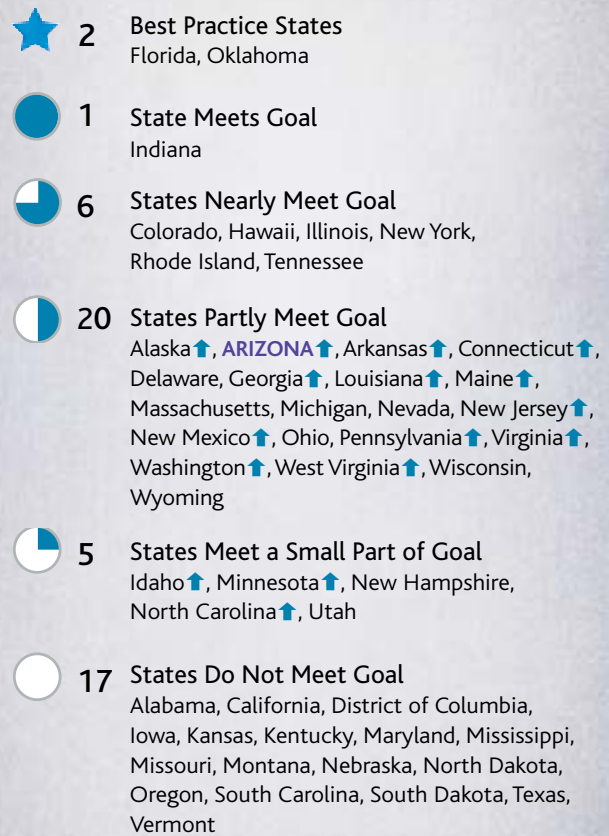 2 Best Practice States
Florida, Oklahoma
1 State Meets Goal
Indiana
6 States Nearly Meet Goal
Colorado, Hawaii, Illinois, New York,
Rhode Island, Tennessee
20 States Partly Meet Goal
Alaska⬆, ARIZONA⬆, Arkansas⬆, Connecticut⬆,
Delaware, Georgia⬆, Louisiana⬆, Maine⬆,
Massachusetts, Michigan, Nevada, New Jersey⬆,
New Mexico⬆, Ohio, Pennsylvania⬆, Virginia⬆,
Washington⬆, West Virginia⬆, Wisconsin,
Wyoming
5 States Meet a Small Part of Goal
Idaho⬆, Minnesota⬆, New Hampshire,
North Carolina⬆, Utah
17 States Do Not Meet Goal
Alabama, California, District of Columbia,
Iowa, Kansas, Kentucky, Maryland, Mississippi,
Missouri, Montana, Nebraska, North Dakota,
Oregon, South Carolina, South Dakota, Texas,
Vermont